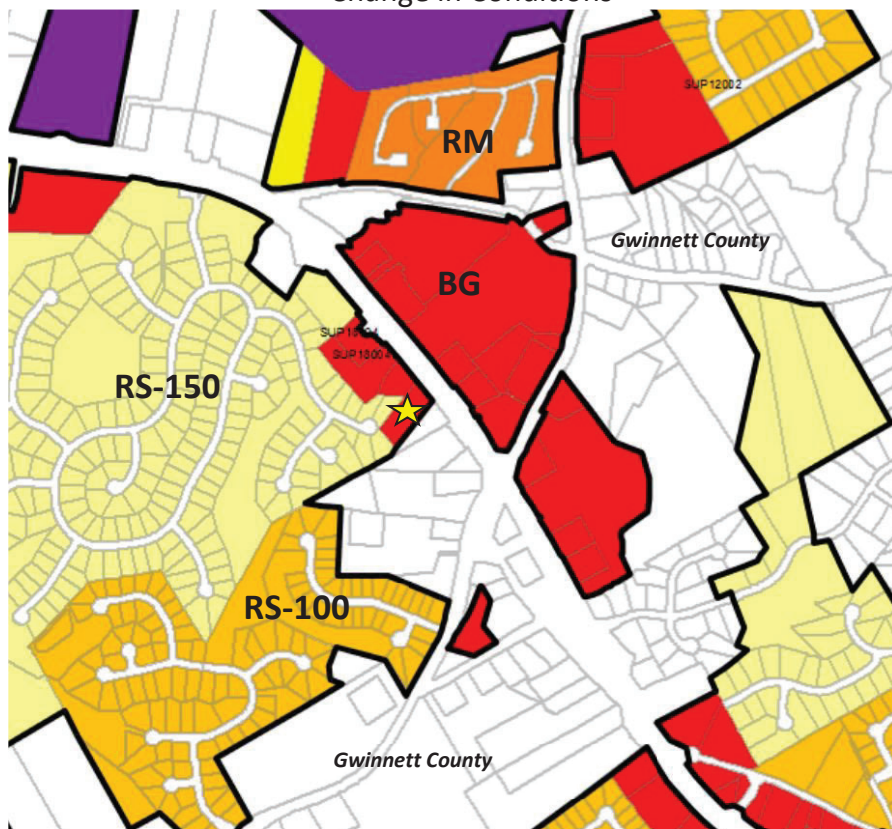 Change in Conditions
SUP12002
RM
Gwinnett County
BG
RS-150
RS-100
Gwinnett County